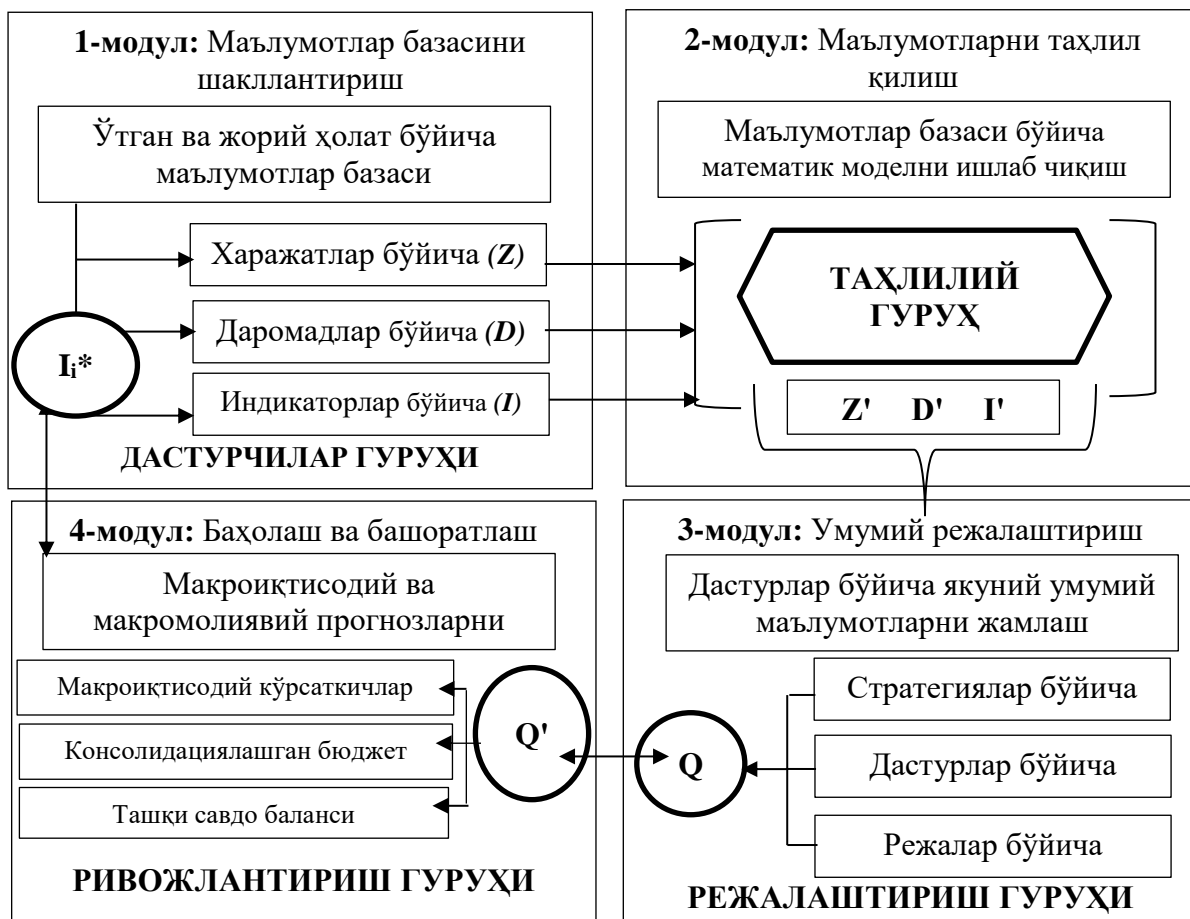 1-модул: Маълумотлар базасини
шакллантириш
Ўтган ва жорий ҳолат бўйича
маълумотлар базаси
Харажатлар бўйича (Z)
Даромадлар бўйича (D)
Индикаторлар бўйича (I)
Ii*
ДАСТУРЧИЛАР ГУРУҲИ
2-модул: Маълумотларни таҳлил
қилиш
Маълумотлар базаси бўйича
математик моделни ишлаб чиқиш
ТАҲЛИЛИЙ
ГУРУҲ
Z' D' I'
4-модул: Баҳолаш ва башоратлаш
Макроиқтисодий ва
макромолиявий прогнозларни
Макроиқтисодий кўрсаткичлар
Консолидациялашган бюджет
Ташқи савдо баланси
Q'
РИВОЖЛАНТИРИШ ГУРУҲИ
3-модул: Умумий режалаштириш
Дастурлар бўйича якуний умумий
маълумотларни жамлаш
Стратегиялар бўйича
Q
Дастурлар бўйича
Режалар бўйича
РЕЖАЛАШТИРИШ ГУРУҲИ